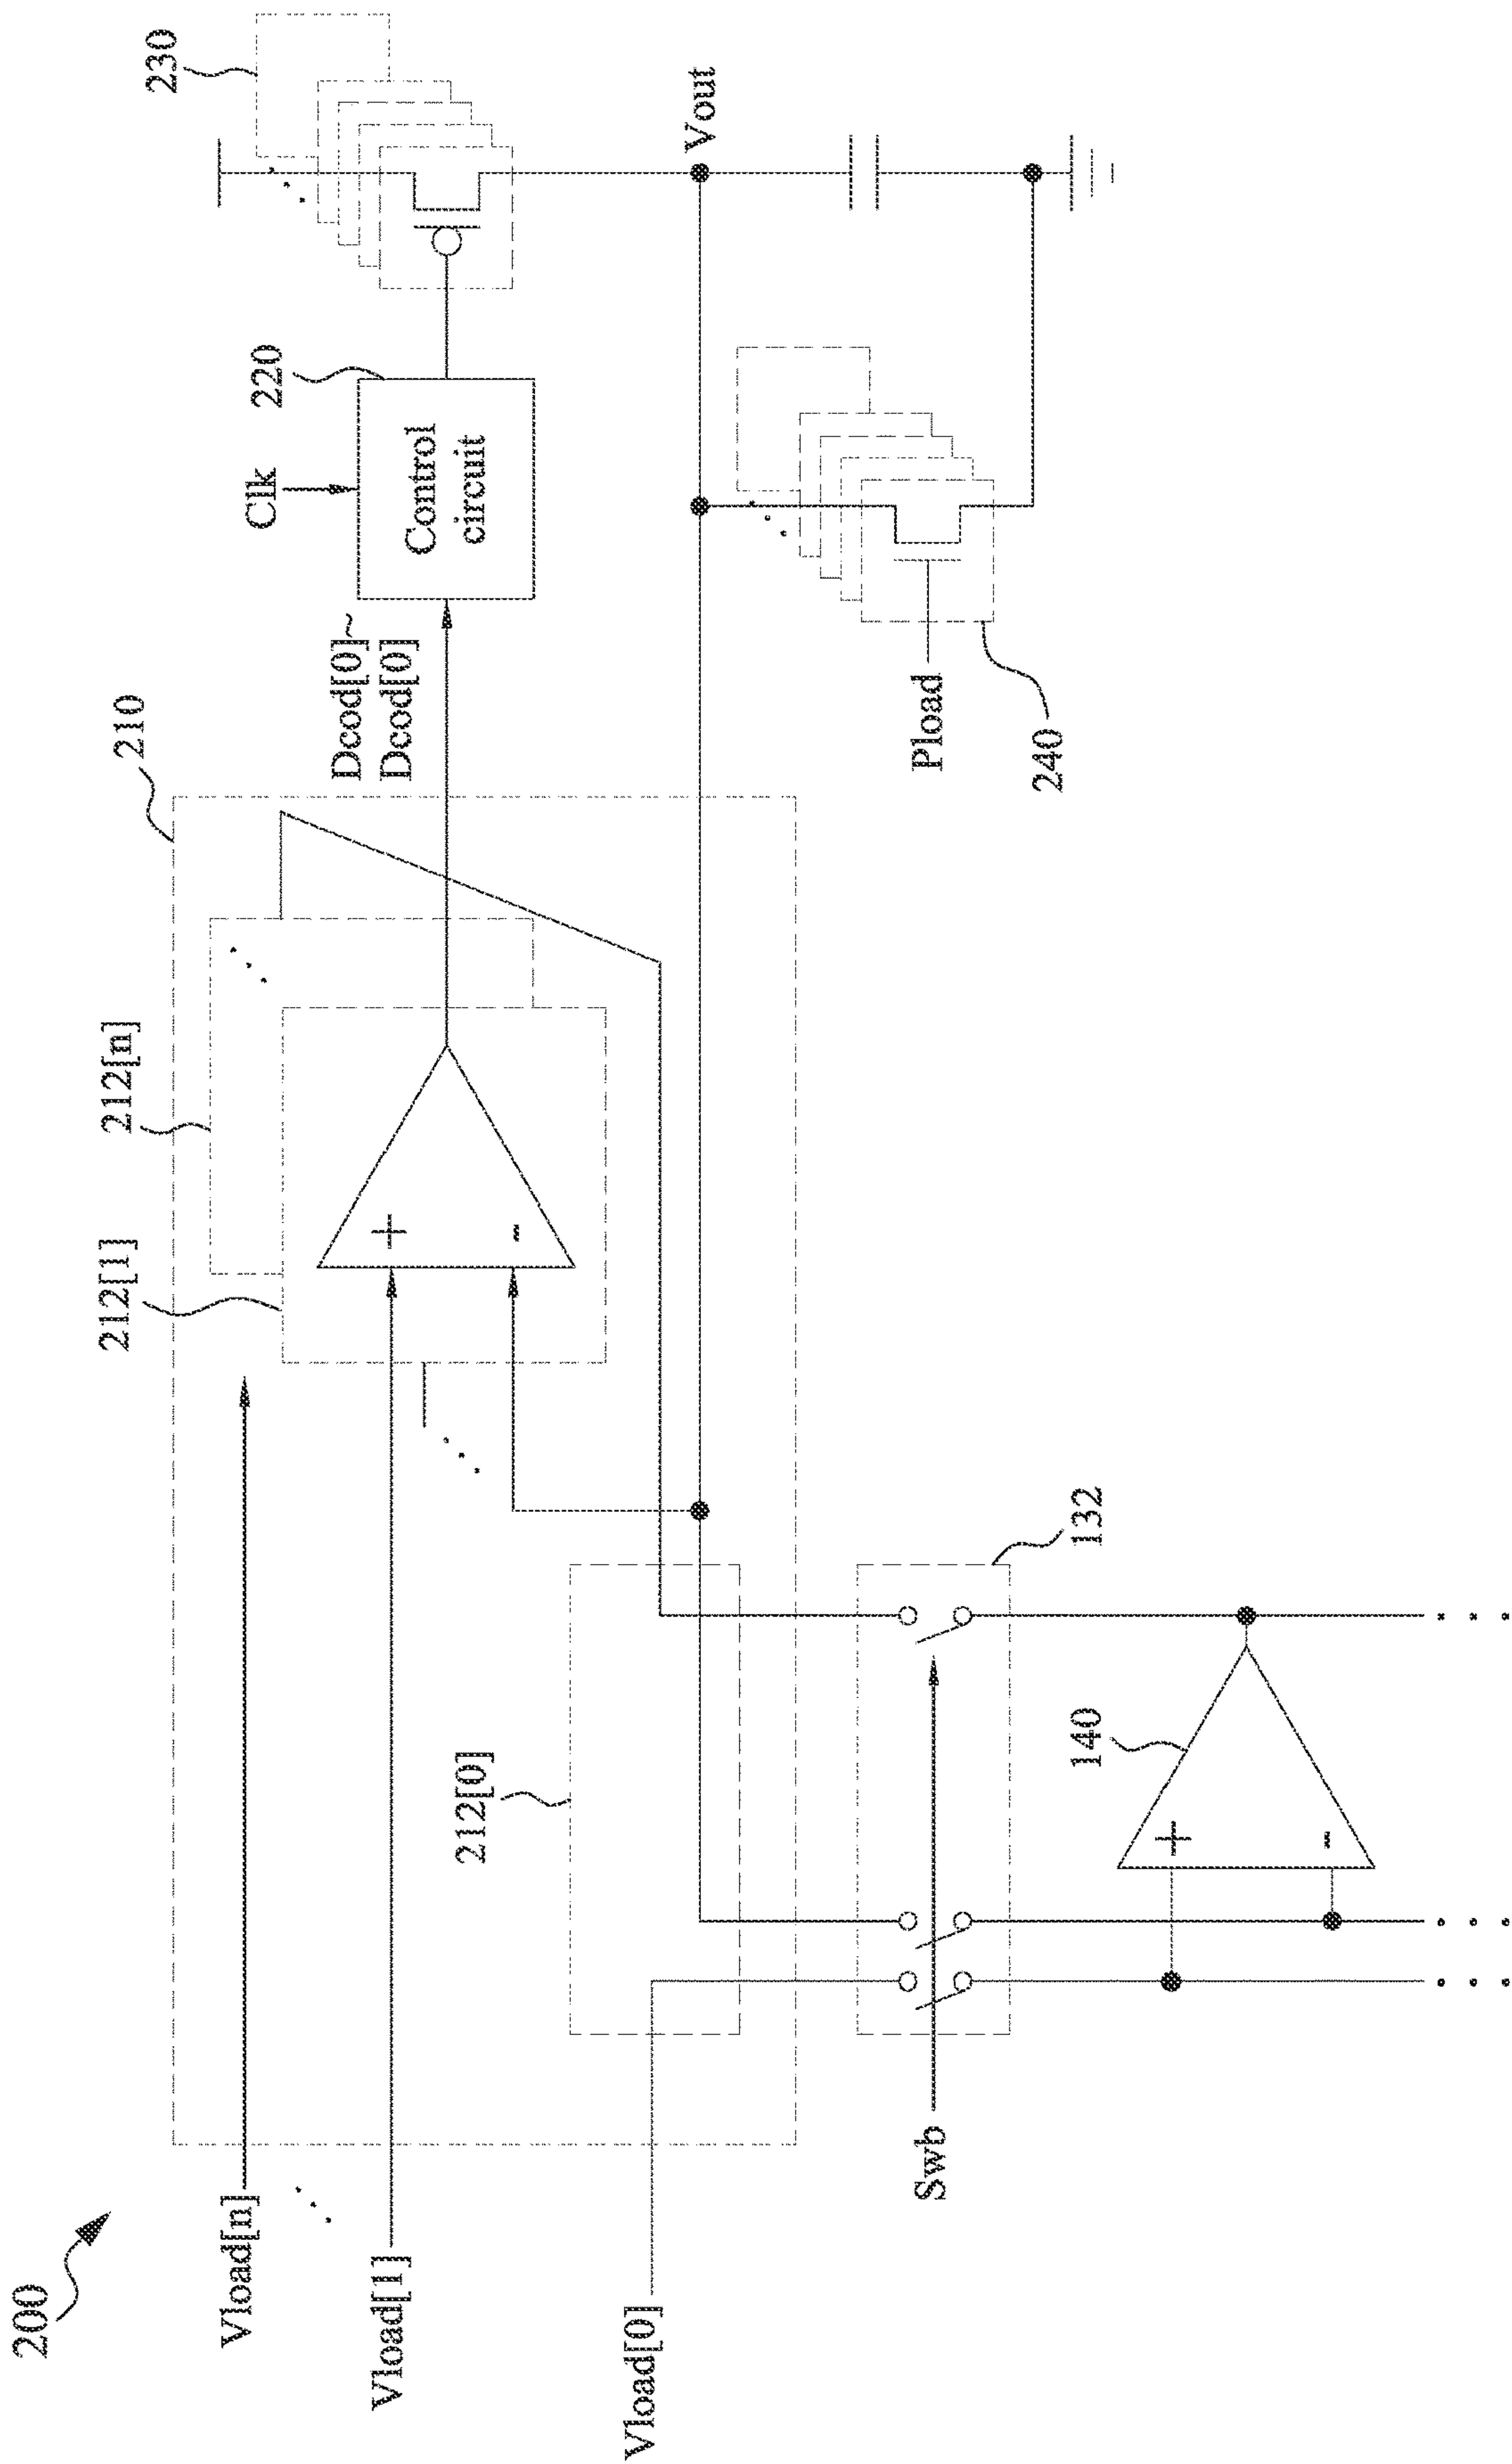 200
Vload[n]
Vload[1]
Vload[0]
212[1]
212[n]
210
+
-
212[0]
Dcod[0]~
Dcod[0]
Clk
Control
circuit
220
230
Vout
Pload
240
Swb
132
140
+
-